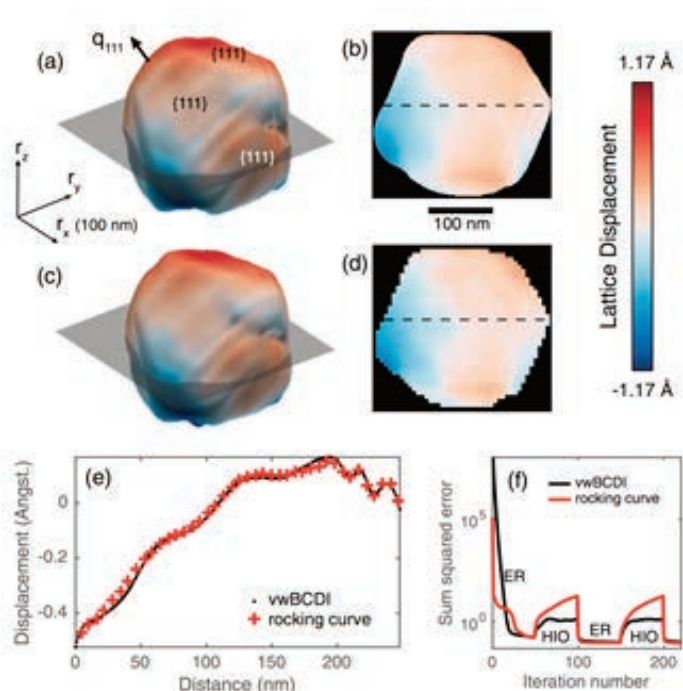 (a)
q111
{111}
{111}
{111}
rz
ry
rx (100 nm)
(b)
100 nm
(c)
(d)
1.17 Å
Lattice Displacement
-1.17 Å
(e)
Displacement (Angst.)
0
-0.2
-0.4
vwBCDI
rocking curve
0 50 100 150 200
Distance (nm)
(f)
Sum squared error
10^5
10^0
vwBCDI
rocking curve
ER
HIO
ER
HIO
0 100 200
Iteration number